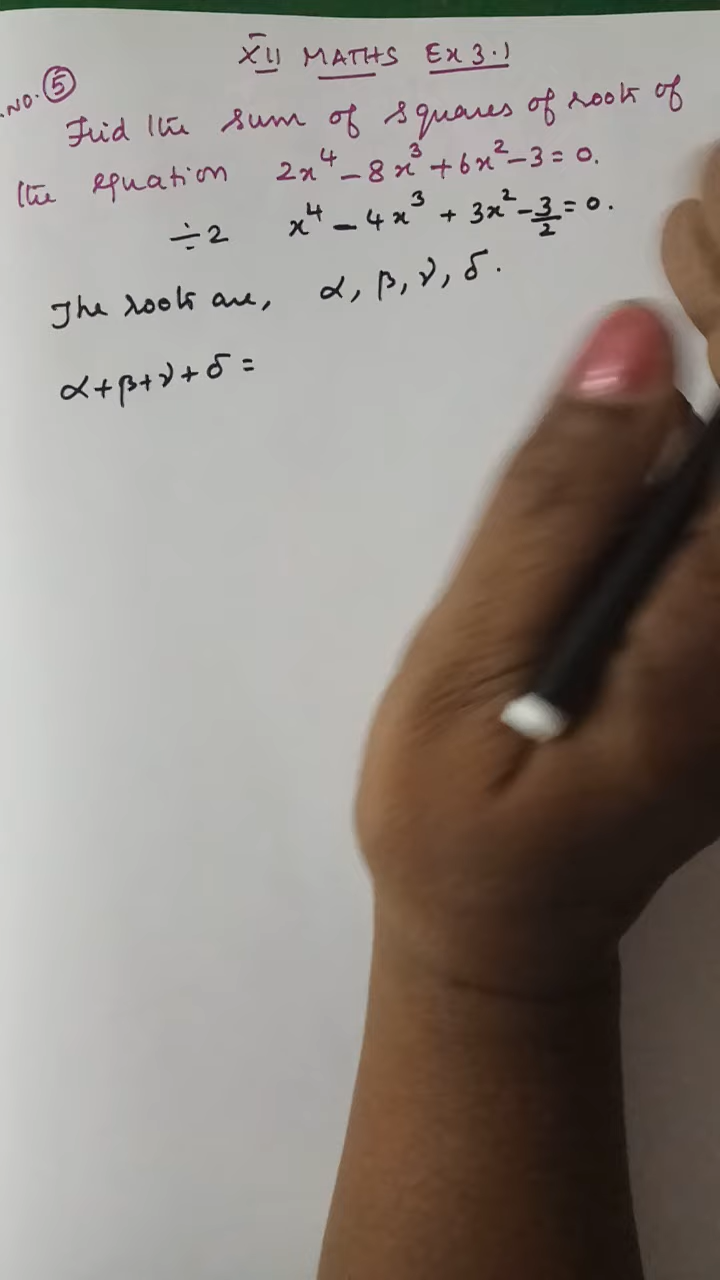 XII MATHS Ex 3.1
.NO. ⑤
Find the sum of squares of roots of
the equation 2x⁴ - 8x³ + 6x² - 3 = 0.
÷2 x⁴ - 4x³ + 3x² - 3/2 = 0.
The roots are, α, β, γ, δ.
α + β + γ + δ =